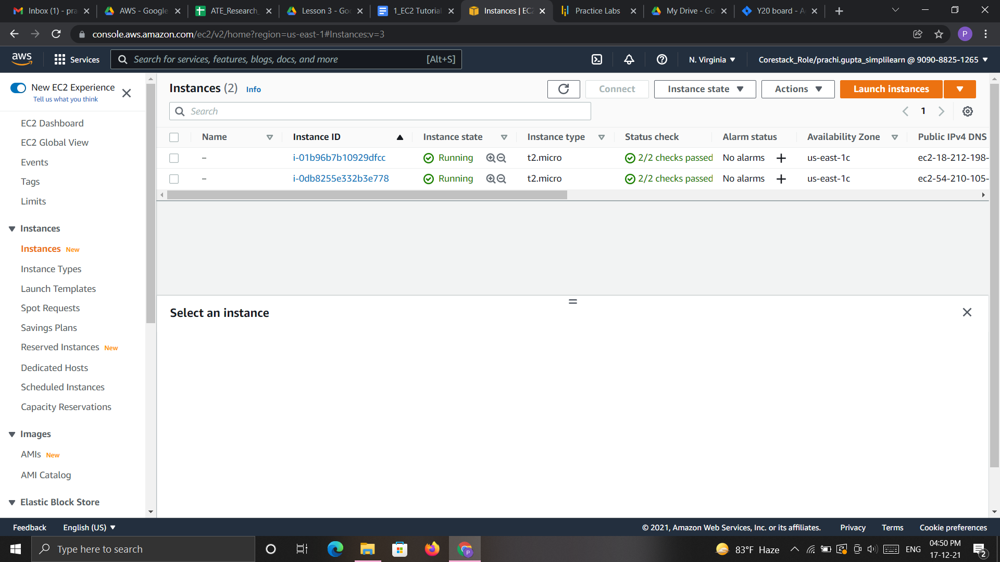 Inbox (1) - pra
AWS - Google
ATE_Research_
Lesson 3 - Goo
1_EC2 Tutorial
Instances | EC2
Practice Labs
My Drive - Go
Y20 board - A
console.aws.amazon.com/ec2/v2/home?region=us-east-1#Instances:v=3
P
aws
Services
Search for services, features, blogs, docs, and more
[Alt+S]
N. Virginia
Corestack_Role/prachi.gupta_simplilearn @ 9090-8825-1265
New EC2 Experience
Tell us what you think
EC2 Dashboard
EC2 Global View
Events
Tags
Limits
Instances
Instances New
Instance Types
Launch Templates
Spot Requests
Savings Plans
Reserved Instances New
Dedicated Hosts
Scheduled Instances
Capacity Reservations
Images
AMIs New
AMI Catalog
Elastic Block Store
Instances (2) Info
Connect
Instance state
Actions
Launch instances
Search
1
Name Instance ID Instance state Instance type Status check Alarm status Availability Zone Public IPv4 DNS
– i-01b96b7b10929dfcc Running t2.micro 2/2 checks passed No alarms + us-east-1c ec2-18-212-198-
– i-0db8255e332b3e778 Running t2.micro 2/2 checks passed No alarms + us-east-1c ec2-54-210-105-
Select an instance
Feedback
English (US)
© 2021, Amazon Web Services, Inc. or its affiliates.
Privacy
Terms
Cookie preferences
Type here to search
P
83°F Haze
ENG
04:50 PM
17-12-21
2